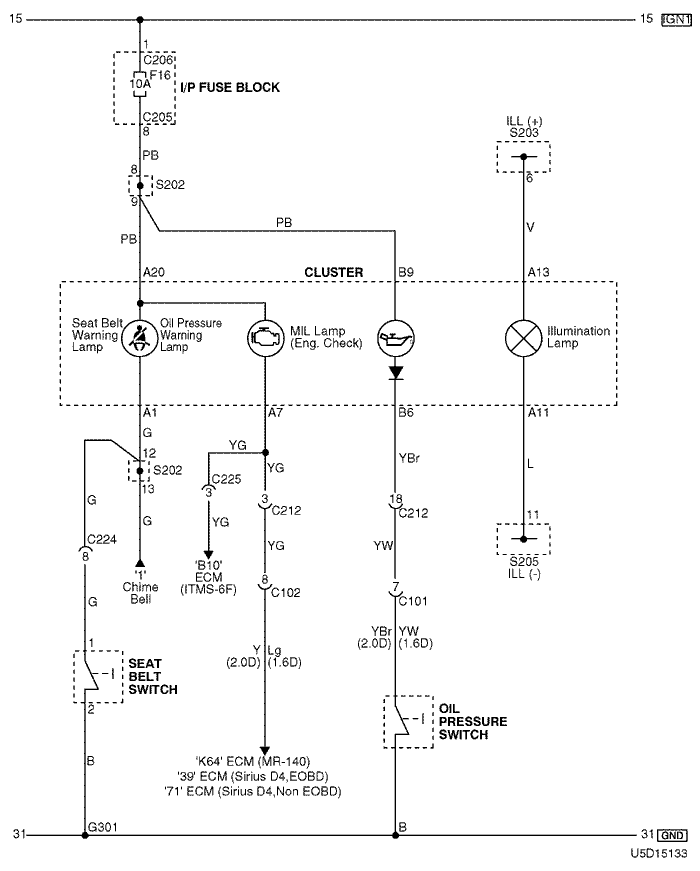 15
15 IGN1
1
C206
F16
10A
I/P FUSE BLOCK
C205
8
PB
8
S202
9
PB
PB
ILL (+)
S203
6
V
A20
CLUSTER
B9
A13
Seat Belt
Warning
Lamp
Oil Pressure
Warning
Lamp
MIL Lamp
(Eng. Check)
Illumination
Lamp
A1
A7
B6
A11
G
12
S202
13
G
G
YG
YG
C225
3
YG
3
C212
YG
YBr
18
C212
YW
L
11
S205
ILL (-)
C224
8
G
'1'
Chime
Bell
'B10'
ECM
(ITMS-6F)
8
C102
7
C101
Y Lg
(2.0D) (1.6D)
YBr YW
(2.0D) (1.6D)
1
SEAT
BELT
SWITCH
2
B
OIL
PRESSURE
SWITCH
'K64' ECM (MR-140)
'39' ECM (Sirius D4,EOBD)
'71' ECM (Sirius D4,Non EOBD)
31
G301
B
31 GND
U5D15133